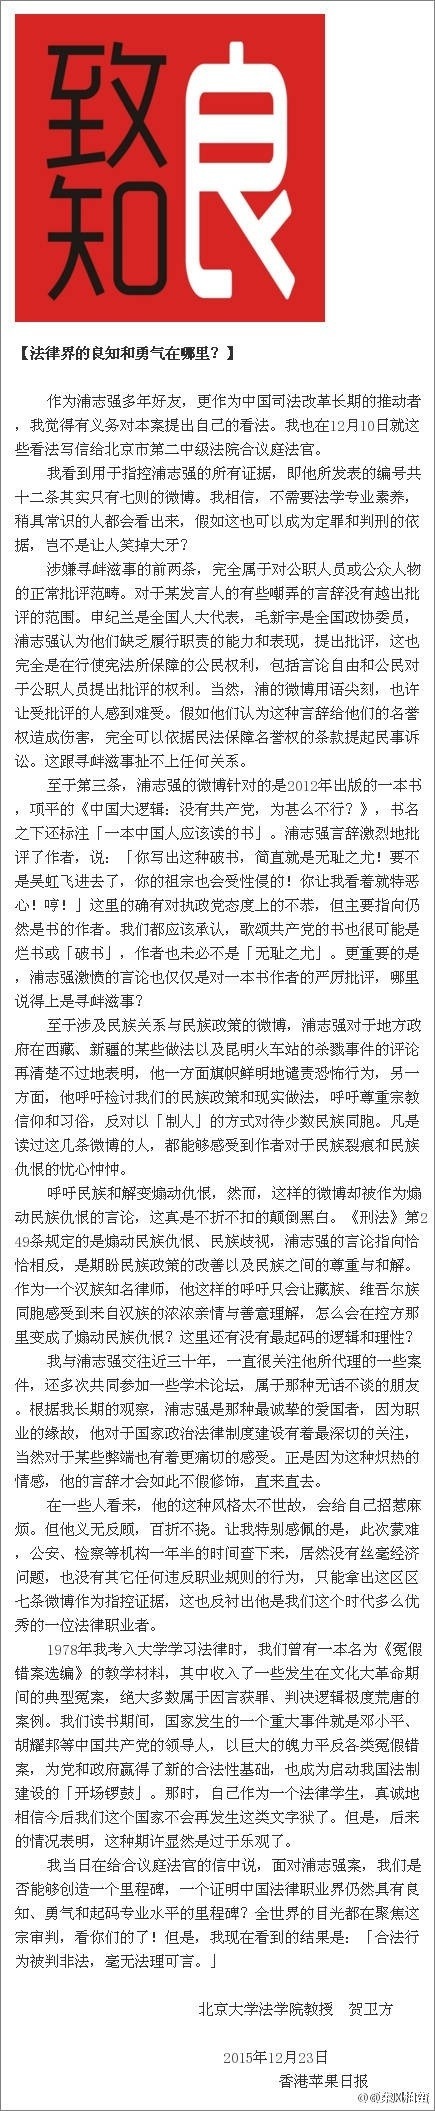 致良知
【法律界的良知和勇气在哪里？】
作为浦志强多年好友，更作为中国司法改革长期的推动者
，我觉得有义务对本案提出自己的看法。我也在12月10日就这
些看法写信给北京市第二中级法院合议庭法官。
我看到用于指控浦志强的所有证据，即他所发表的编号共
十二条其实只有七则的微博。我相信，不需要法学专业素养，
稍具常识的人都会看出来，假如这也可以成为定罪和判刑的依
据，岂不是让人笑掉大牙？
涉嫌寻衅滋事的前两条，完全属于对公职人员或公众人物
的正常批评范畴。对于某发言人的有些嘲弄的言辞没有越出批
评的范围。申纪兰是全国人大代表，毛新宇是全国政协委员，
浦志强认为他们缺乏履行职责的能力和表现，提出批评，这也
完全是在行使宪法所保障的公民权利，包括言论自由和公民对
于公职人员提出批评的权利。当然，浦的微博用语尖刻，也许
让受批评的人感到难受。假如他们认为这种言辞给他们的名誉
权造成伤害，完全可以依据民法保障名誉权的条款提起民事诉
讼。这跟寻衅滋事扯不上任何关系。
至于第三条，浦志强的微博针对的是2012年出版的一本书
，项平的《中国大逻辑：没有共产党，为甚么不行？》，书名
之下还标注「一本中国人应该读的书」。浦志强言辞激烈地批
评了作者，说：「你写出这种破书，简直就是无耻之尤！要不
是吴虹飞进去了，你的祖宗也会受性侵的！你让我看着就特恶
心！哼！」这里的确有对执政党态度上的不恭，但主要指向仍
然是书的作者。我们都应该承认，歌颂共产党的书也很可能是
烂书或「破书」，作者也未必不是「无耻之尤」。更重要的是
，浦志强激愤的言论也仅仅是对一本书作者的严厉批评，哪里
说得上是寻衅滋事？
至于涉及民族关系与民族政策的微博，浦志强对于地方政
府在西藏、新疆的某些做法以及昆明火车站的杀戮事件的评论
再清楚不过地表明，他一方面旗帜鲜明地谴责恐怖行为，另一
方面，他呼吁检讨我们的民族政策和现实做法，呼吁尊重宗教
信仰和习俗，反对以「制人」的方式对待少数民族同胞。凡是
读过这几条微博的人，都能够感受到作者对于民族裂痕和民族
仇恨的忧心忡忡。
呼吁民族和解变煽动仇恨，然而，这样的微博却被作为煽
动民族仇恨的言论，这真是不折不扣的颠倒黑白。《刑法》第2
49条规定的是煽动民族仇恨、民族歧视，浦志强的言论指向恰
恰相反，是期盼民族政策的改善以及民族之间的尊重与和解。
作为一个汉族知名律师，他这样的呼吁只会让藏族、维吾尔族
同胞感受到来自汉族的浓浓亲情与善意理解，怎么会在控方那
里变成了煽动民族仇恨？这里还有没有最起码的逻辑和理性？
我与浦志强交往近三十年，一直很关注他所代理的一些案
件，还多次共同参加一些学术论坛，属于那种无话不谈的朋友
。根据我长期的观察，浦志强是那种最诚挚的爱国者，因为职
业的缘故，他对于国家政治法律制度建设有着最深切的关注，
当然对于某些弊端也有着更痛切的感受。正是因为这种炽热的
情感，他的言辞才会如此不假修饰，直来直去。
在一些人看来，他的这种风格太不世故，会给自己招惹麻
烦。但他义无反顾，百折不挠。让我特别感佩的是，此次蒙难
，公安、检察等机构一年半的时间查下来，居然没有丝毫经济
问题，也没有其它任何违反职业规则的行为，只能拿出这区区
七条微博作为指控证据，这也反衬出他是我们这个时代多么优
秀的一位法律职业者。
1978年我考入大学学习法律时，我们曾有一本名为《冤假
错案选编》的教学材料，其中收入了一些发生在文化大革命期
间的典型冤案，绝大多数属于因言获罪、判决逻辑极度荒唐的
案例。我们读书期间，国家发生的一个重大事件就是邓小平、
胡耀邦等中国共产党的领导人，以巨大的魄力平反各类冤假错
案，为党和政府赢得了新的合法性基础，也成为启动我国法制
建设的「开场锣鼓」。那时，自己作为一个法律学生，真诚地
相信今后我们这个国家不会再发生这类文字狱了。但是，后来
的情况表明，这种期许显然是过于乐观了。
我当日在给合议庭法官的信中说，面对浦志强案，我们是
否能够创造一个里程碑，一个证明中国法律职业界仍然具有良
知、勇气和起码专业水平的里程碑？全世界的目光都在聚焦这
宗审判，看你们的了！但是，我现在看到的结果是：「合法行
为被判非法，毫无法理可言。」
北京大学法学院教授　贺卫方
2015年12月23日
香港苹果日报